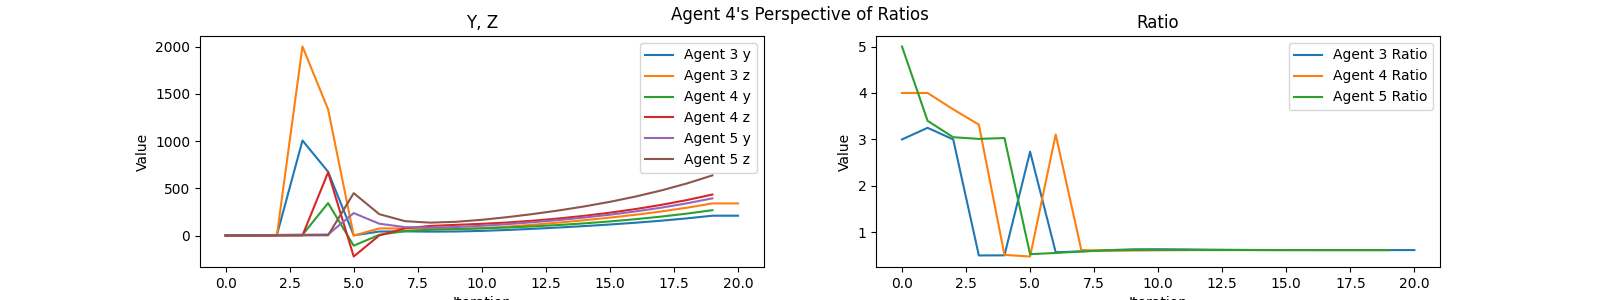 Agent 4's Perspective of Ratios
Y, Z
Value
2000
1500
1000
500
0
0.0 2.5 5.0 7.5 10.0 12.5 15.0 17.5 20.0
Iteration
Agent 3 y
Agent 3 z
Agent 4 y
Agent 4 z
Agent 5 y
Agent 5 z
Ratio
Value
5
4
3
2
1
0.0 2.5 5.0 7.5 10.0 12.5 15.0 17.5 20.0
Iteration
Agent 3 Ratio
Agent 4 Ratio
Agent 5 Ratio